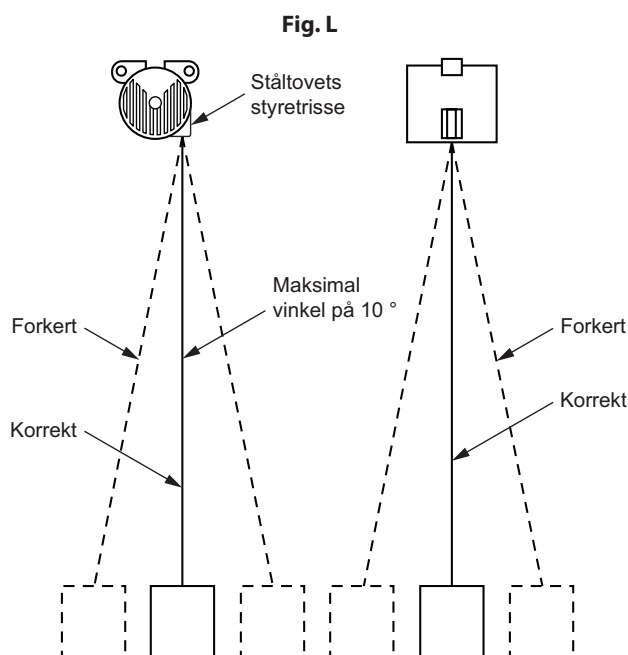 Fig. L
Ståltovets
styretrisse
Maksimal
vinkel på 10 °
Forkert
Forkert
Korrekt
Korrekt